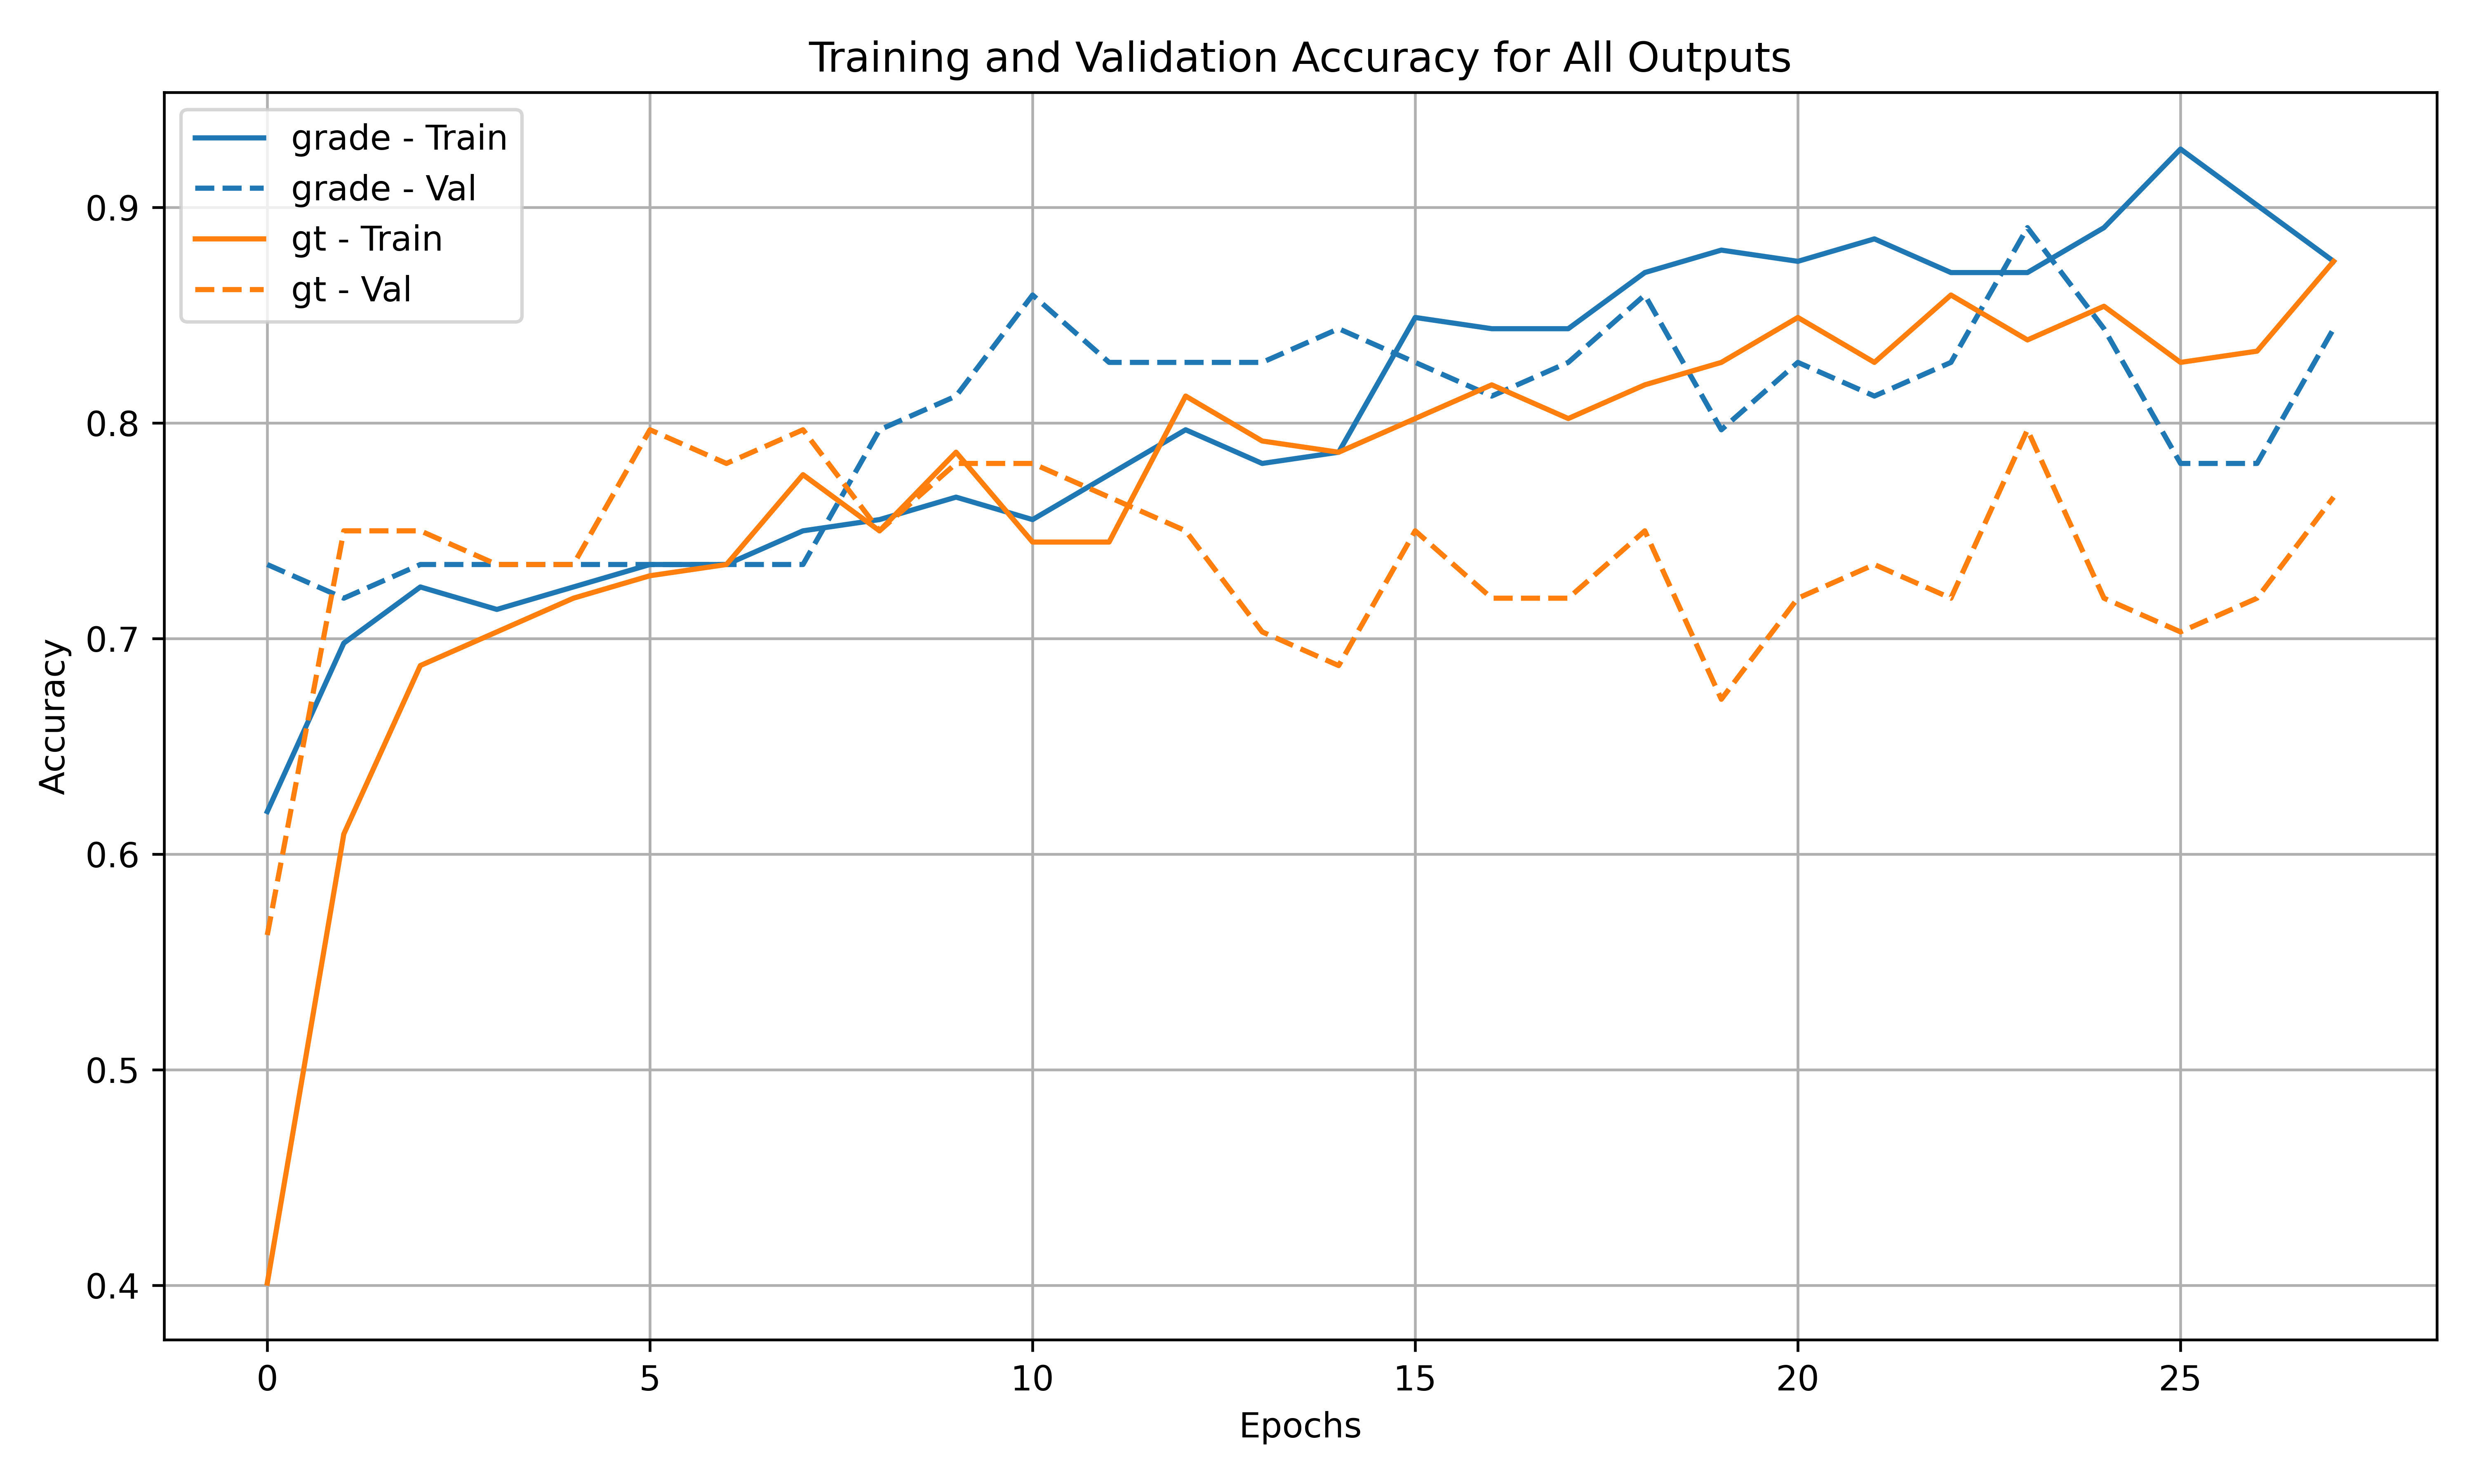 Training and Validation Accuracy for All Outputs
grade - Train
grade - Val
gt - Train
gt - Val
0.9
0.8
0.7
0.6
0.5
0.4
Accuracy
0 5 10 15 20 25
Epochs